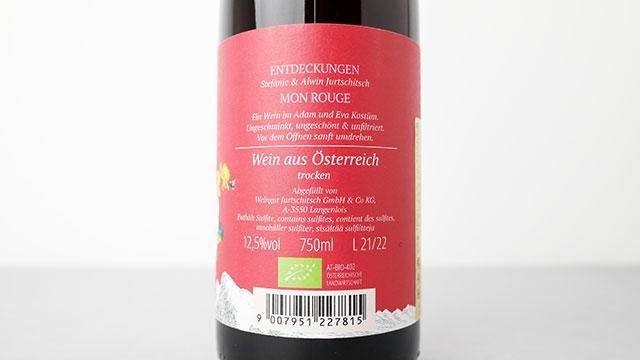 ENTDECKUNGEN
Stefanie & Alwin Jurtschitsch
MON ROUGE
Ein Wein im Adam und Eva Kostüm.
Ungeschminkt, ungeschönt & unfiltriert.
Vor dem Öffnen sanft umdrehen.
Wein aus Österreich
trocken
Abgefüllt von
Weingut Jurtschitsch GmbH & Co KG,
A-3550 Langenlois
Enthält Sulfite, contains sulfites, contient des sulfites,
innehåller sulfiter, sisältää sulfiitteja
12,5%vol 750ml L 21/22
AT-BIO-402
ÖSTERREICHISCHE
LANDWIRTSCHAFT
9 007951 227815